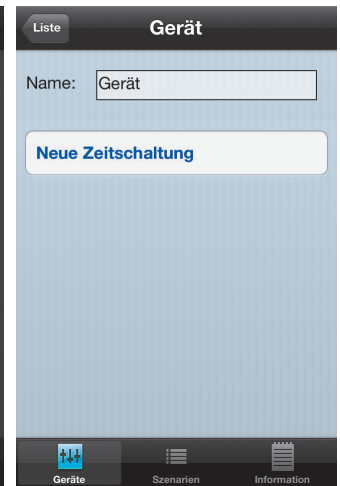 Liste
Gerät
Name: Gerät
Neue Zeitschaltung
Geräte Szenarien Information